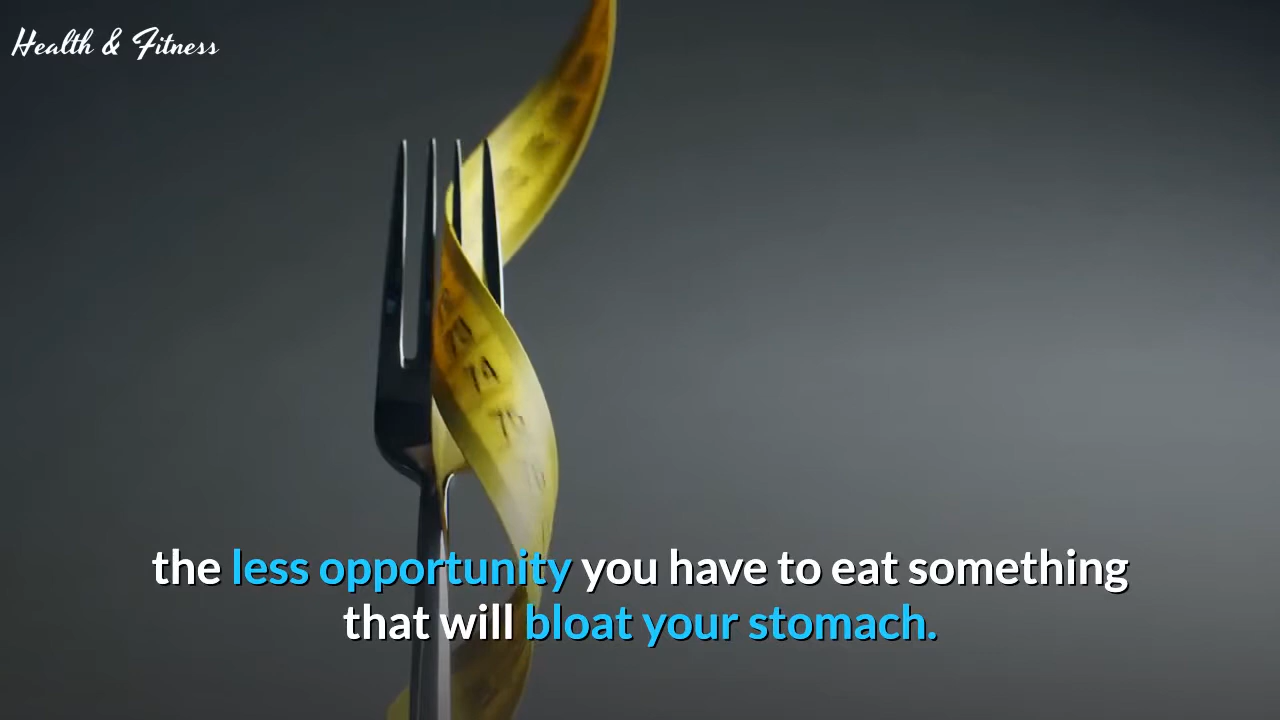 Health & Fitness
the less opportunity you have to eat something
that will bloat your stomach.